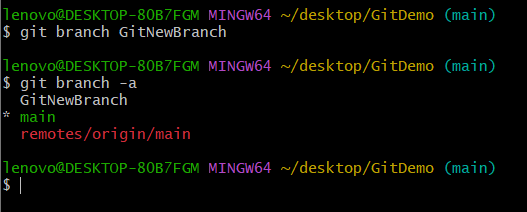 lenovo@DESKTOP-80B7FGM MINGW64 ~/desktop/GitDemo (main)
$ git branch GitNewBranch
lenovo@DESKTOP-80B7FGM MINGW64 ~/desktop/GitDemo (main)
$ git branch -a
  GitNewBranch
* main
  remotes/origin/main
lenovo@DESKTOP-80B7FGM MINGW64 ~/desktop/GitDemo (main)
$